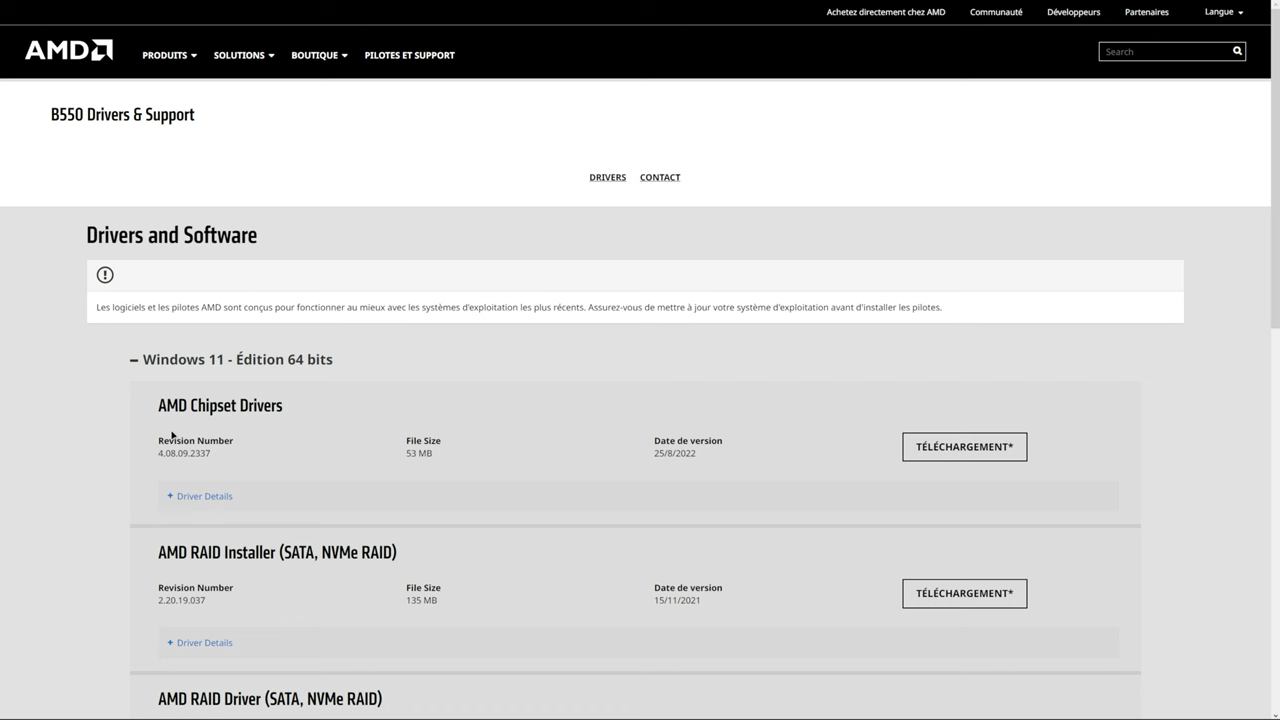 Achetez directement chez AMD Communauté Développeurs Partenaires Langue
AMD PRODUITS SOLUTIONS BOUTIQUE PILOTES ET SUPPORT Search
B550 Drivers & Support
DRIVERS CONTACT
Drivers and Software
Les logiciels et les pilotes AMD sont conçus pour fonctionner au mieux avec les systèmes d'exploitation les plus récents. Assurez-vous de mettre à jour votre système d'exploitation avant d'installer les pilotes.
– Windows 11 - Édition 64 bits
AMD Chipset Drivers
Revision Number File Size Date de version TÉLÉCHARGEMENT*
4.08.09.2337 53 MB 25/8/2022
+ Driver Details
AMD RAID Installer (SATA, NVMe RAID)
Revision Number File Size Date de version TÉLÉCHARGEMENT*
2.20.19.037 135 MB 15/11/2021
+ Driver Details
AMD RAID Driver (SATA, NVMe RAID)